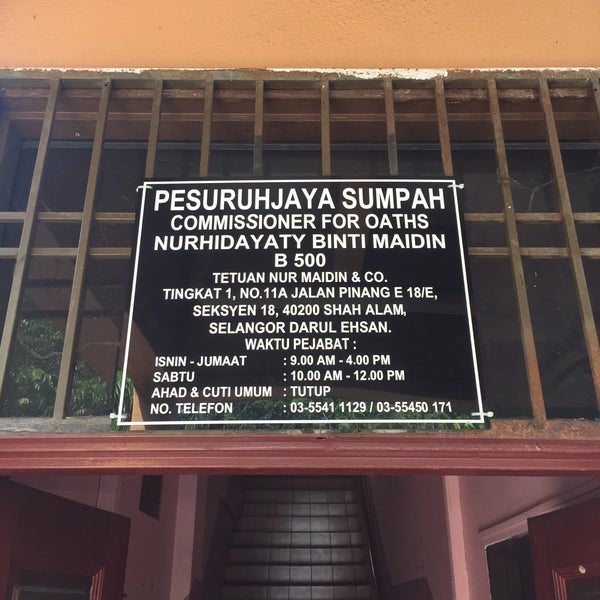 PESURUHJAYA SUMPAH
COMMISSIONER FOR OATHS
NURHIDAYATY BINTI MAIDIN
B 500
TETUAN NUR MAIDIN & CO.
TINGKAT 1, NO.11A JALAN PINANG E 18/E,
SEKSYEN 18, 40200 SHAH ALAM,
SELANGOR DARUL EHSAN.
WAKTU PEJABAT :
ISNIN - JUMAAT : 9.00 AM - 4.00 PM
SABTU : 10.00 AM - 12.00 PM
AHAD & CUTI UMUM : TUTUP
NO. TELEFON : 03-5541 1129 / 03-55450 171